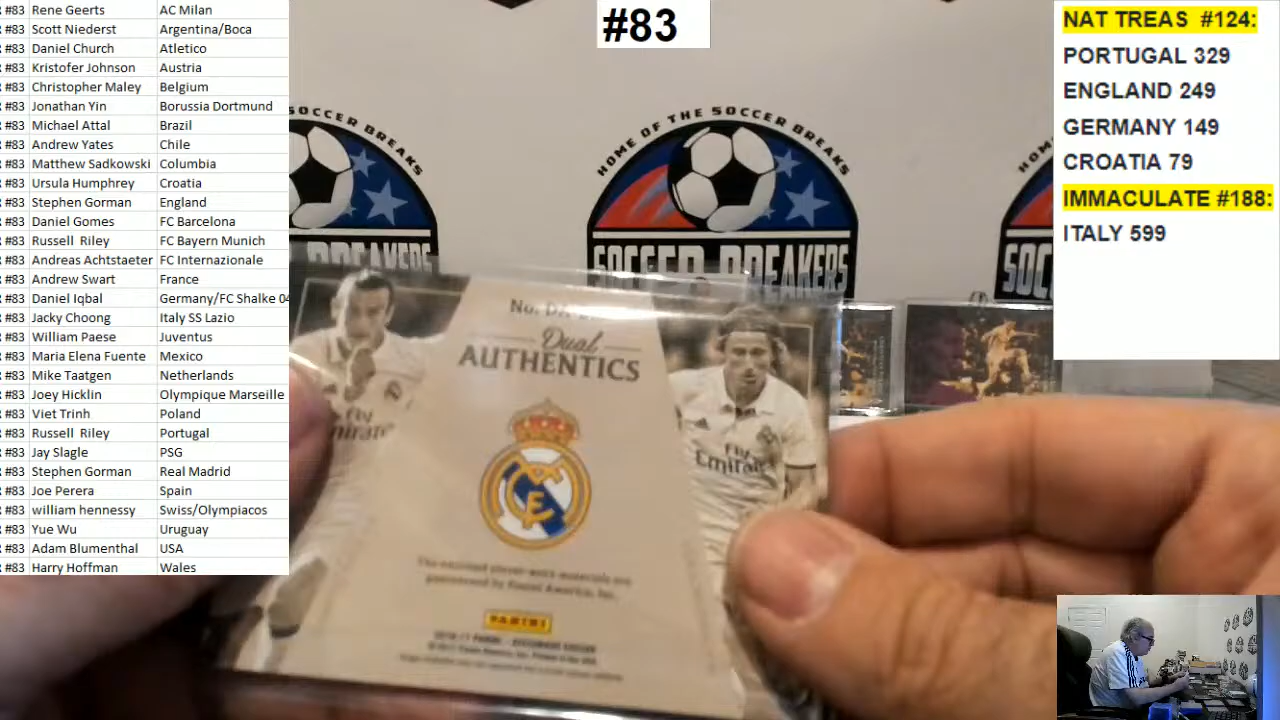 #83 Rene Geerts AC Milan
#83 Scott Niederst Argentina/Boca
#83 Daniel Church Atletico
#83 Kristofer Johnson Austria
#83 Christopher Maley Belgium
#83 Jonathan Yin Borussia Dortmund
#83 Michael Attal Brazil
#83 Andrew Yates Chile
#83 Matthew Sadkowski Columbia
#83 Ursula Humphrey Croatia
#83 Stephen Gorman England
#83 Daniel Gomes FC Barcelona
#83 Russell Riley FC Bayern Munich
#83 Andreas Achtstaeter FC Internazionale
#83 Andrew Swart France
#83 Daniel Iqbal Germany/FC Shalke 04
#83 Jacky Choong Italy SS Lazio
#83 William Paese Juventus
#83 Maria Elena Fuente Mexico
#83 Mike Taatgen Netherlands
#83 Joey Hicklin Olympique Marseille
#83 Viet Trinh Poland
#83 Russell Riley Portugal
#83 Jay Slagle PSG
#83 Stephen Gorman Real Madrid
#83 Joe Perera Spain
#83 william hennessy Swiss/Olympiacos
#83 Yue Wu Uruguay
#83 Adam Blumenthal USA
#83 Harry Hoffman Wales
#83
NAT TREAS #124:
PORTUGAL 329
ENGLAND 249
GERMANY 149
CROATIA 79
IMMACULATE #188:
ITALY 599
SOCCER BREAKS
BREAKERS
HOME OF THE SOCCER BREAKS
SOCCER BREAKERS
HOM
SOC
No.
Dual
AUTHENTICS
Fly
Emirates
PANINI